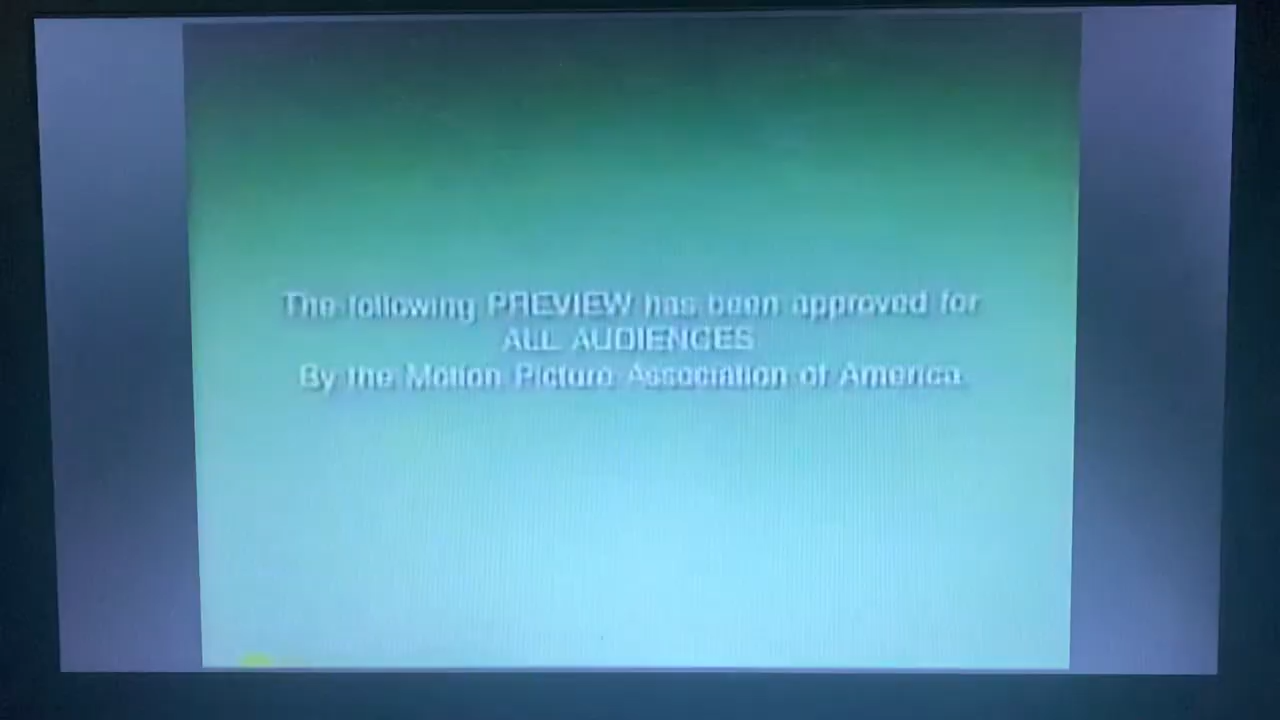 The following PREVIEW has been approved for
ALL AUDIENCES
By the Motion Picture Association of America.